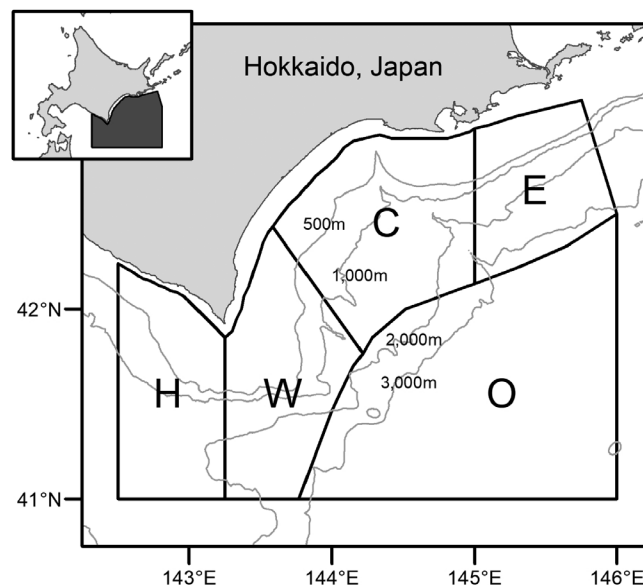 Hokkaido, Japan
E
C
500m
1,000m
42°N
2,000m
3,000m
H
W
O
41°N
143°E
144°E
145°E
146°E